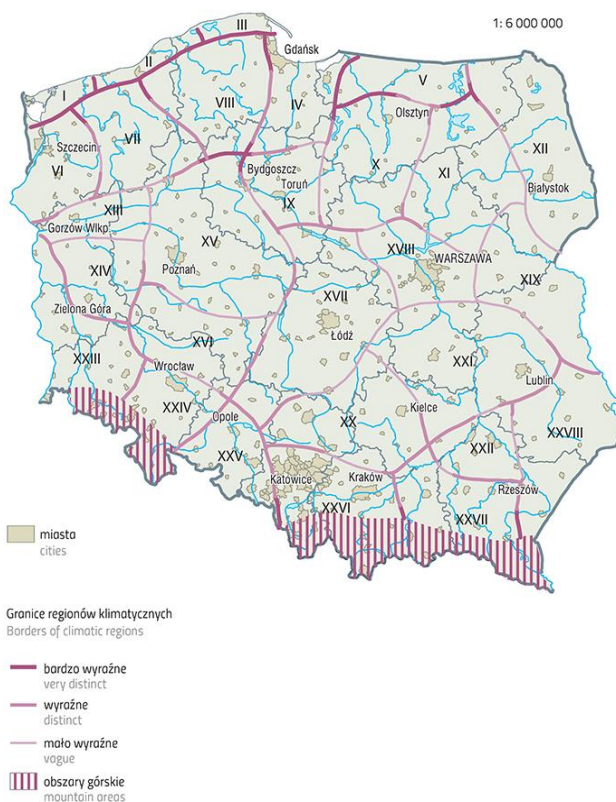 1: 6 000 000
III
Gdańsk
II
I
V
VIII
IV
Olsztyn
VII
Szczecin
XII
VI
X
XI
Bydgoszcz
Białystok
Toruń
IX
XIII
Gorzów Wlkp.
XV
XVIII
WARSZAWA
Poznań
XIV
XIX
XVII
Zielona Góra
Łódź
XVI
XXIII
XXI
Wrocław
Lublin
XXIV
Opole
Kielce
XX
XXVIII
XXII
XXV
Katowice
Kraków
Rzeszów
XXVI
XXVII
miasta
cities
Granice regionów klimatycznych
Borders of climatic regions
bardzo wyraźne
very distinct
wyraźne
distinct
mało wyraźne
vague
obszary górskie
mountain areas